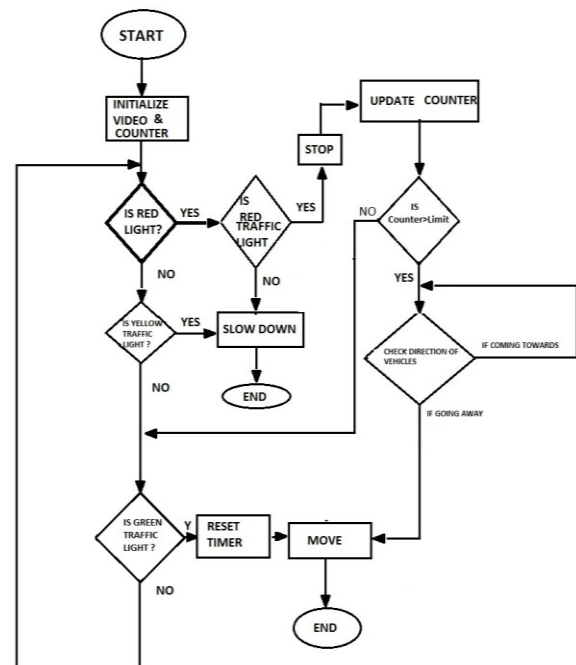 START
INITIALIZE
VIDEO &
COUNTER
UPDATE COUNTER
STOP
IS RED
LIGHT?
YES
IS
RED
TRAFFIC
LIGHT
YES
NO
IS
Counter>Limit
NO
NO
YES
IS YELLOW
TRAFFIC
LIGHT ?
YES
SLOW DOWN
CHECK DIRECTION OF
VEHICLES
IF COMING TOWARDS
NO
END
IF GOING AWAY
IS GREEN
TRAFFIC
LIGHT ?
Y
RESET
TIMER
MOVE
NO
END